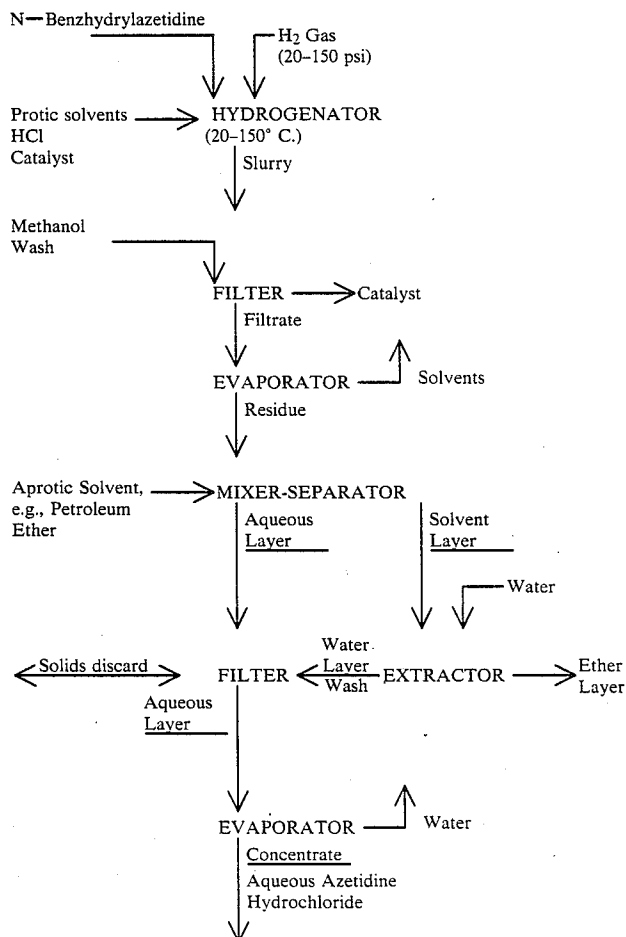 N—Benzhydrylazetidine
H₂ Gas
(20–150 psi)
Protic solvents
HCl
Catalyst
HYDROGENATOR
(20–150° C.)
Slurry
Methanol
Wash
FILTER
Catalyst
Filtrate
EVAPORATOR
Solvents
Residue
Aprotic Solvent,
e.g., Petroleum
Ether
MIXER-SEPARATOR
Aqueous
Layer
Solvent
Layer
Water
Solids discard
FILTER
Water
Layer
Wash
EXTRACTOR
Ether
Layer
Aqueous
Layer
EVAPORATOR
Water
Concentrate
Aqueous Azetidine
Hydrochloride